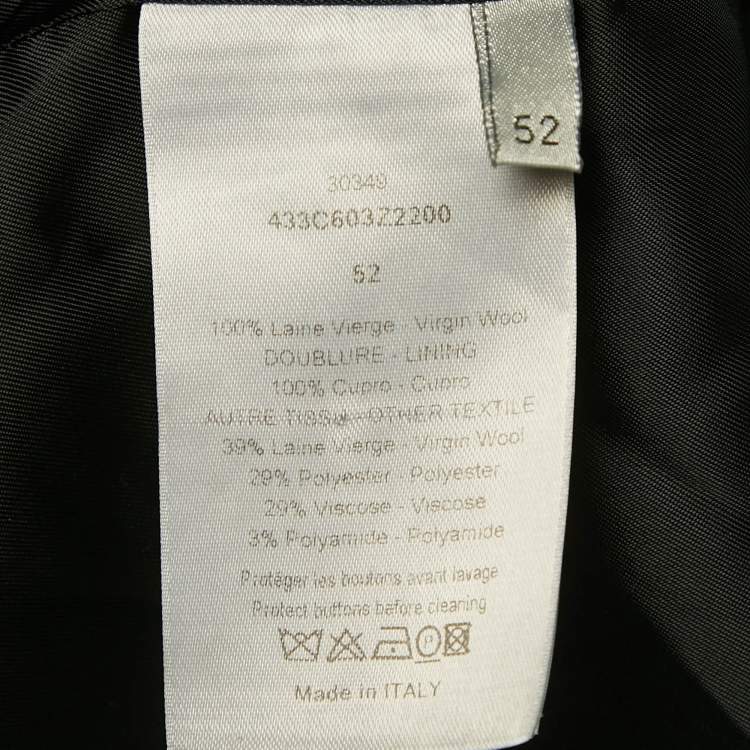 52
30349
433C603Z2200
52
100% Laine Vierge - Virgin Wool
DOUBLURE - LINING
100% Cupro - Cupro
AUTRE TISSU - OTHER TEXTILE
39% Laine Vierge - Virgin Wool
29% Polyester - Polyester
29% Viscose - Viscose
3% Polyamide - Polyamide
Protéger les boutons avant lavage
Protect buttons before cleaning
P
Made in ITALY